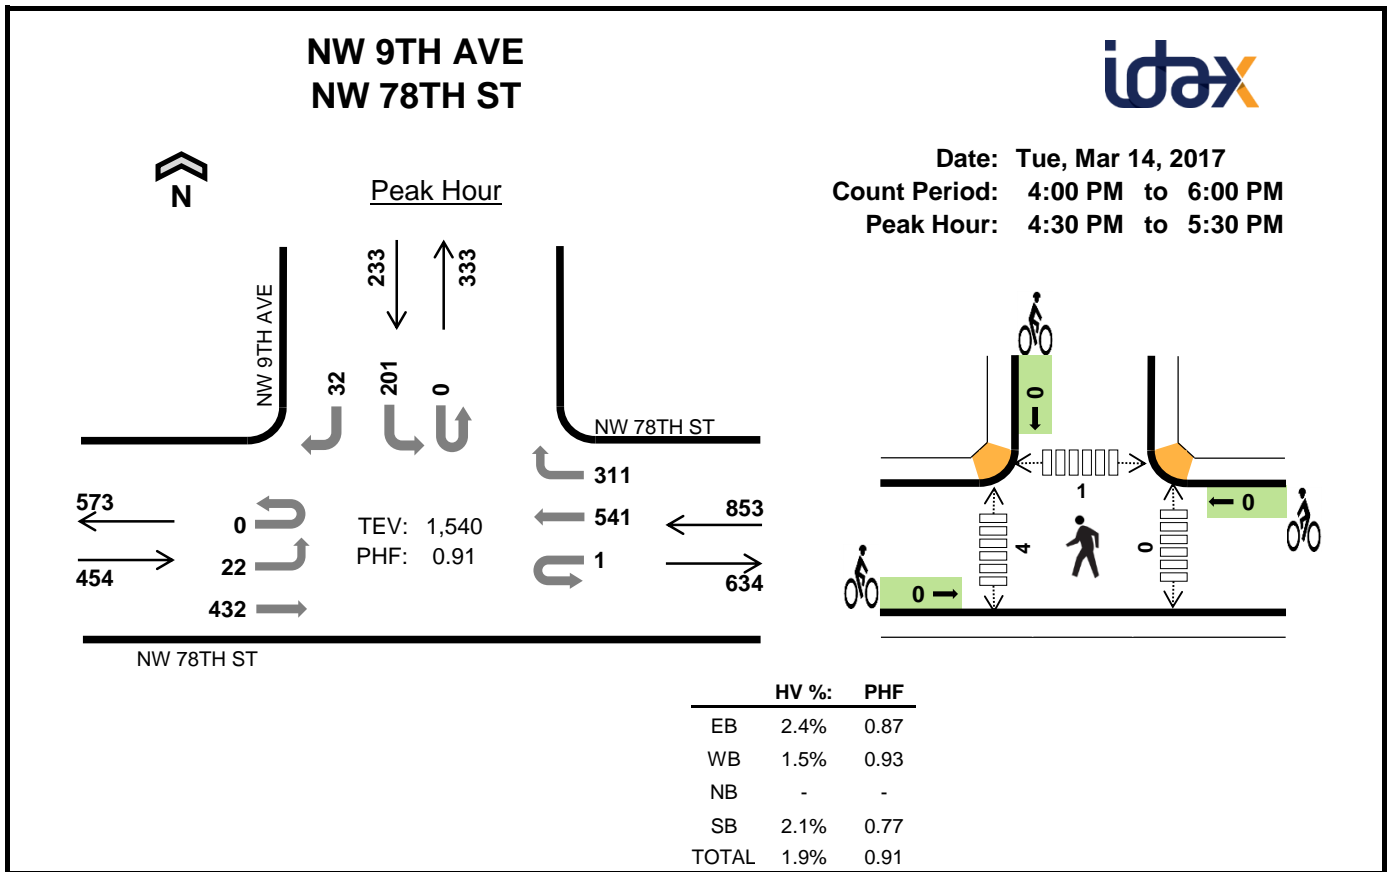 NW 9TH AVE
NW 78TH ST
idax
Date: Tue, Mar 14, 2017
Count Period: 4:00 PM to 6:00 PM
Peak Hour: 4:30 PM to 5:30 PM
N
Peak Hour
233
333
NW 9TH AVE
32
201
0
NW 78TH ST
311
541
1
573
454
0
22
432
TEV: 1,540
PHF: 0.91
853
634
NW 78TH ST
0
1
0
4
0
0
HV %: PHF
EB 2.4% 0.87
WB 1.5% 0.93
NB - -
SB 2.1% 0.77
TOTAL 1.9% 0.91